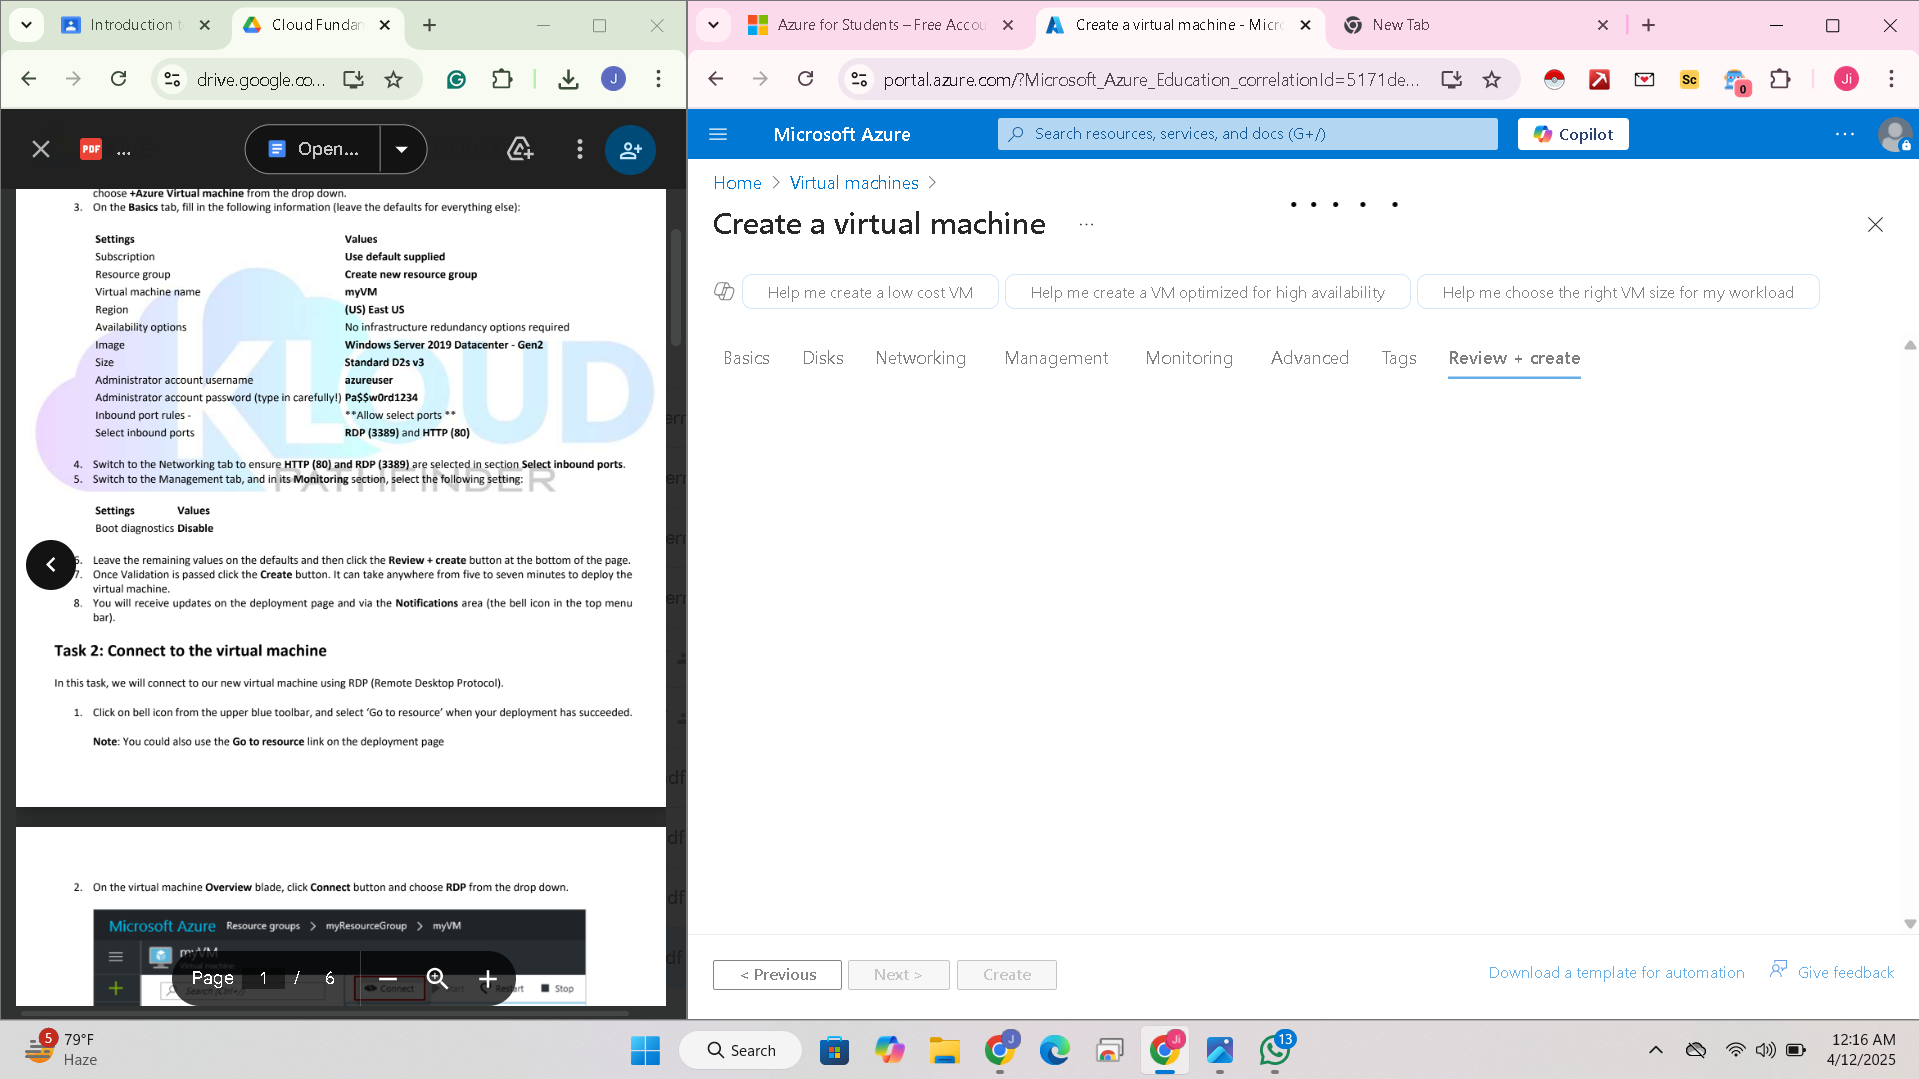 Introduction t
Cloud Fundan
drive.google.co...
PDF
...
Open...
choose +Azure Virtual machine from the drop down.
3. On the Basics tab, fill in the following information (leave the defaults for everything else):
Settings Values
Subscription Use default supplied
Resource group Create new resource group
Virtual machine name myVM
Region (US) East US
Availability options No infrastructure redundancy options required
Image Windows Server 2019 Datacenter - Gen2
Size Standard D2s v3
Administrator account username azureuser
Administrator account password (type in carefully!) Pa$$w0rd1234
Inbound port rules - **Allow select ports **
Select inbound ports RDP (3389) and HTTP (80)
KLOUD
PATHFINDER
4. Switch to the Networking tab to ensure HTTP (80) and RDP (3389) are selected in section Select inbound ports.
5. Switch to the Management tab, and in its Monitoring section, select the following setting:
Settings Values
Boot diagnostics Disable
6. Leave the remaining values on the defaults and then click the Review + create button at the bottom of the page.
7. Once Validation is passed click the Create button. It can take anywhere from five to seven minutes to deploy the
virtual machine.
8. You will receive updates on the deployment page and via the Notifications area (the bell icon in the top menu
bar).
Task 2: Connect to the virtual machine
In this task, we will connect to our new virtual machine using RDP (Remote Desktop Protocol).
1. Click on bell icon from the upper blue toolbar, and select ‘Go to resource’ when your deployment has succeeded.
Note: You could also use the Go to resource link on the deployment page
2. On the virtual machine Overview blade, click Connect button and choose RDP from the drop down.
Microsoft Azure Resource groups > myResourceGroup > myVM
myVM
Virtual machine
Search (Ctrl+/) Connect Start Restart Stop
Page 1 / 6
Azure for Students – Free Accou
Create a virtual machine - Micro
New Tab
portal.azure.com/?Microsoft_Azure_Education_correlationId=5171de...
Sc
0
Ji
Microsoft Azure
Search resources, services, and docs (G+/)
Copilot
...
Home > Virtual machines >
Create a virtual machine ...
Help me create a low cost VM
Help me create a VM optimized for high availability
Help me choose the right VM size for my workload
Basics Disks Networking Management Monitoring Advanced Tags Review + create
< Previous
Next >
Create
Download a template for automation
Give feedback
5
79°F
Haze
Search
J
Ji
13
12:16 AM
4/12/2025